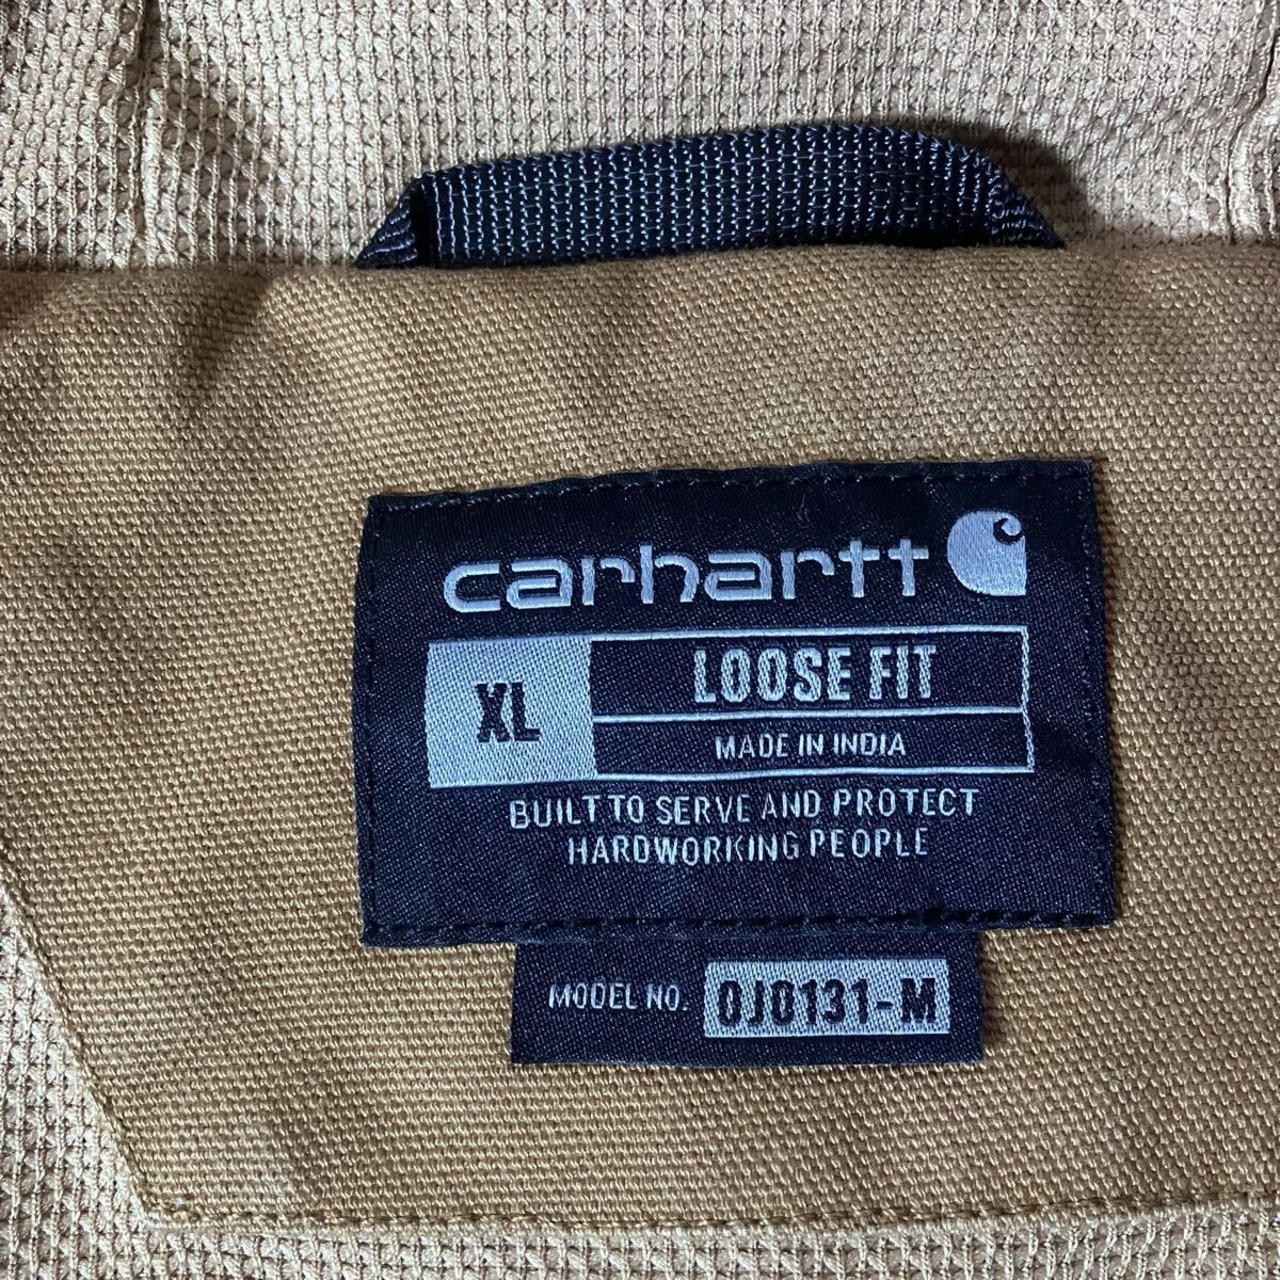 carhartt
XL
LOOSE FIT
MADE IN INDIA
BUILT TO SERVE AND PROTECT
HARDWORKING PEOPLE
MODEL NO. OJ0131-M